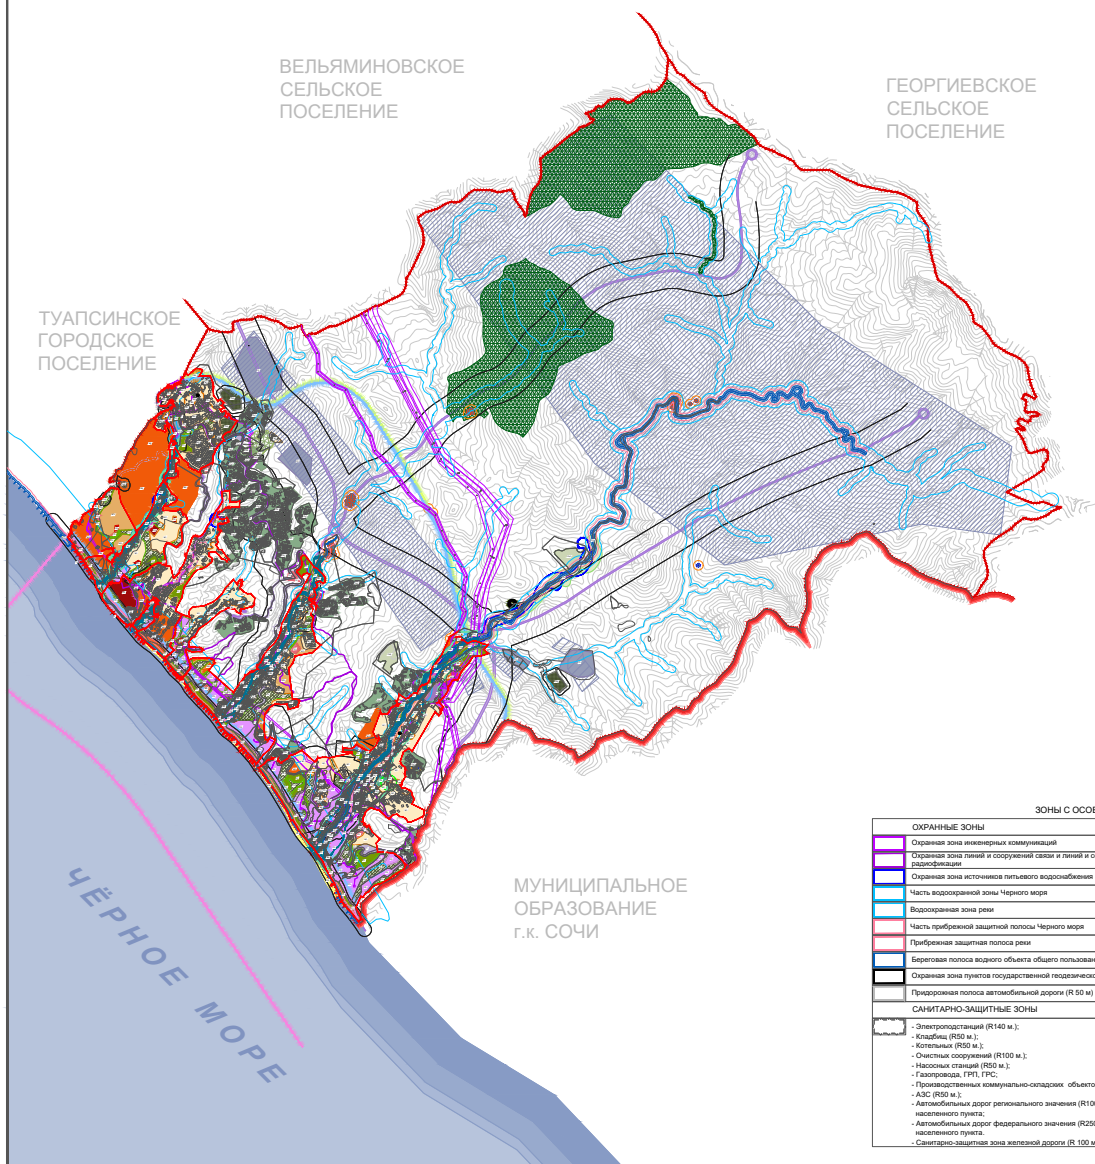 ВЕЛЬЯМИНОВСКОЕ
СЕЛЬСКОЕ
ПОСЕЛЕНИЕ
ГЕОРГИЕВСКОЕ
СЕЛЬСКОЕ
ПОСЕЛЕНИЕ
ТУАПСИНСКОЕ
ГОРОДСКОЕ
ПОСЕЛЕНИЕ
МУНИЦИПАЛЬНОЕ
ОБРАЗОВАНИЕ
г.к. СОЧИ
ЧЁРНОЕ МОРЕ
ЗОНЫ С ОСОБ
ОХРАННЫЕ ЗОНЫ
Охранная зона инженерных коммуникаций
Охранная зона линий и сооружений связи и линий и с
радиофикации
Охранная зона источников питьевого водоснабжения
Часть водоохранной зоны Черного моря
Водоохранная зона реки
Часть прибрежной защитной полосы Черного моря
Прибрежная защитная полоса реки
Береговая полоса водного объекта общего пользован
Охранная зона пунктов государственной геодезическо
Придорожная полоса автомобильной дороги (R 50 м)
САНИТАРНО-ЗАЩИТНЫЕ ЗОНЫ
- Электроподстанций (R140 м.);
- Кладбищ (R50 м.);
- Котельных (R50 м.);
- Очистных сооружений (R100 м.);
- Насосных станций (R50 м.);
- Газопровода, ГРП, ГРС;
- Производственных коммунально-складских объекто
- АЗС (R50 м.);
- Автомобильных дорог регионального значения (R100
населенного пункта;
- Автомобильных дорог федерального значения (R250
населенного пункта.
- Санитарно-защитная зона железной дороги (R 100 м